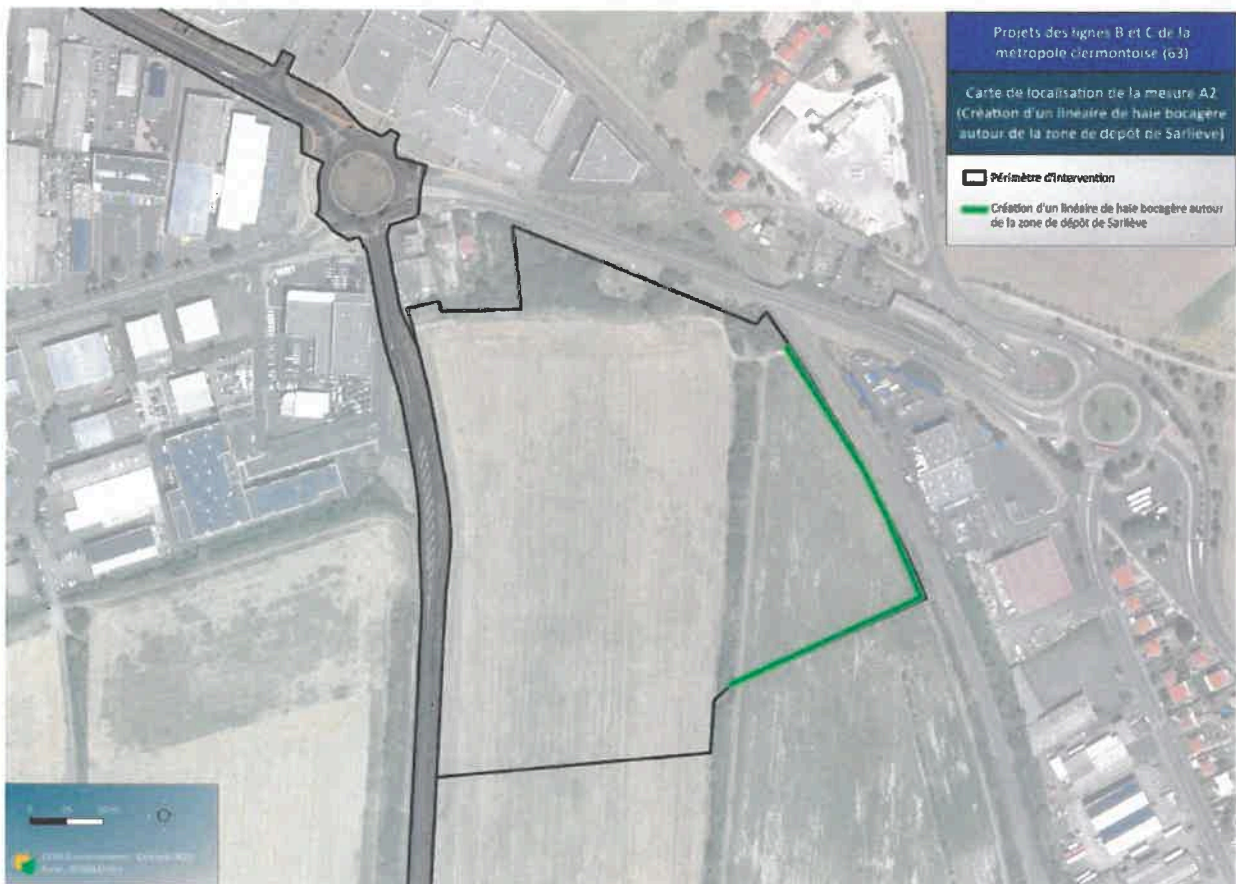 Projets des lignes B et C de la
métropole clermontoise (63)
Carte de localisation de la mesure A2
(Création d'un linéaire de haie bocagère
autour de la zone de dépôt de Sarliève)
Périmètre d'intervention
Création d'un linéaire de haie bocagère autour
de la zone de dépôt de Sarliève
0